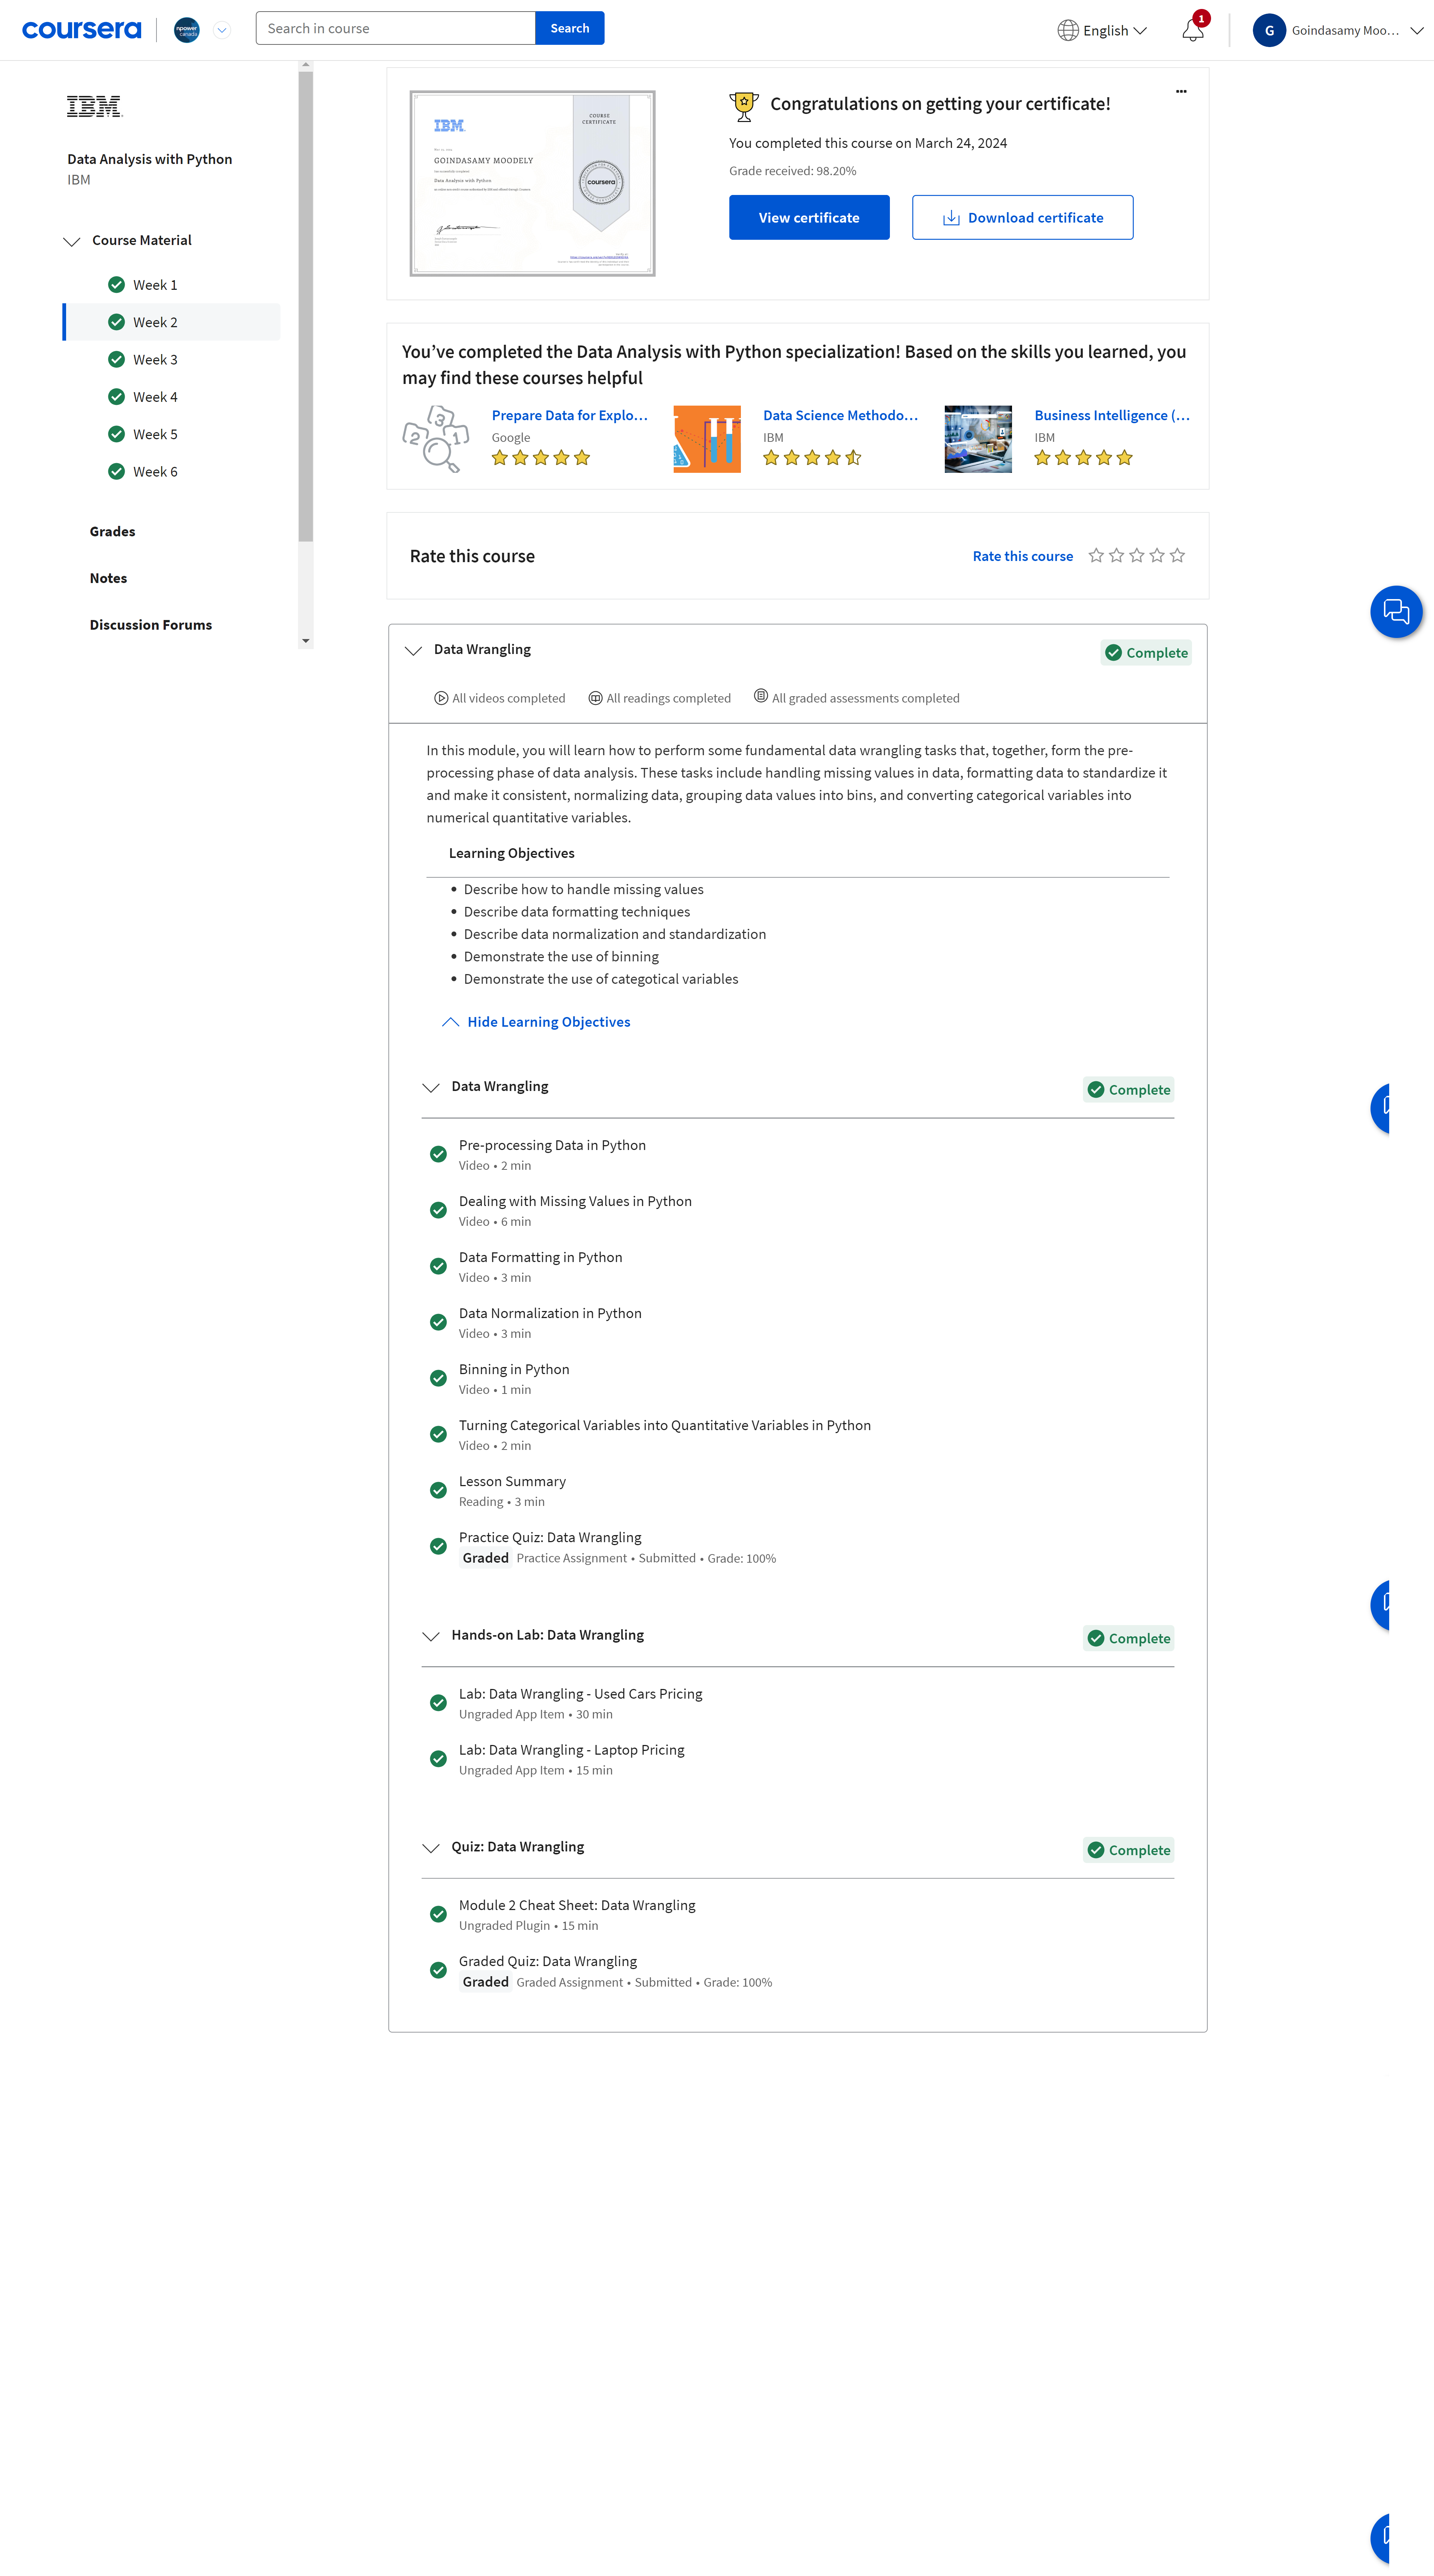 coursera
npower
canada
Search in course
Search
English
1
G
Goindasamy Moo...
IBM
Data Analysis with Python
IBM
Course Material
Week 1
Week 2
Week 3
Week 4
Week 5
Week 6
Grades
Notes
Discussion Forums
IBM
COURSE
CERTIFICATE
GOINDASAMY MOODELY
Data Analysis with Python
coursera
Congratulations on getting your certificate!
You completed this course on March 24, 2024
Grade received: 98.20%
View certificate
Download certificate
You've completed the Data Analysis with Python specialization! Based on the skills you learned, you
may find these courses helpful
Prepare Data for Explo...
Google
Data Science Methodo...
IBM
Business Intelligence (...
IBM
Rate this course
Rate this course
Data Wrangling
Complete
All videos completed
All readings completed
All graded assessments completed
In this module, you will learn how to perform some fundamental data wrangling tasks that, together, form the pre-
processing phase of data analysis. These tasks include handling missing values in data, formatting data to standardize it
and make it consistent, normalizing data, grouping data values into bins, and converting categorical variables into
numerical quantitative variables.
Learning Objectives
• Describe how to handle missing values
• Describe data formatting techniques
• Describe data normalization and standardization
• Demonstrate the use of binning
• Demonstrate the use of categotical variables
Hide Learning Objectives
Data Wrangling
Complete
Pre-processing Data in Python
Video • 2 min
Dealing with Missing Values in Python
Video • 6 min
Data Formatting in Python
Video • 3 min
Data Normalization in Python
Video • 3 min
Binning in Python
Video • 1 min
Turning Categorical Variables into Quantitative Variables in Python
Video • 2 min
Lesson Summary
Reading • 3 min
Practice Quiz: Data Wrangling
Graded Practice Assignment • Submitted • Grade: 100%
Hands-on Lab: Data Wrangling
Complete
Lab: Data Wrangling - Used Cars Pricing
Ungraded App Item • 30 min
Lab: Data Wrangling - Laptop Pricing
Ungraded App Item • 15 min
Quiz: Data Wrangling
Complete
Module 2 Cheat Sheet: Data Wrangling
Ungraded Plugin • 15 min
Graded Quiz: Data Wrangling
Graded Graded Assignment • Submitted • Grade: 100%